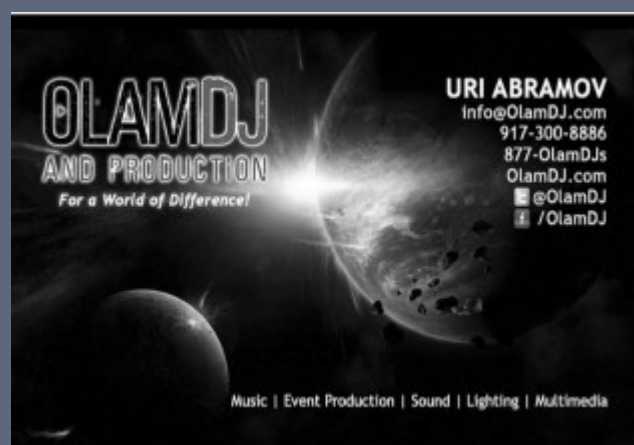 OLAMDJ
AND PRODUCTION
For a World of Difference!
URI ABRAMOV
info@OlamDJ.com
917-300-8886
877-OlamDJs
OlamDJ.com
@OlamDJ
/OlamDJ
Music | Event Production | Sound | Lighting | Multimedia